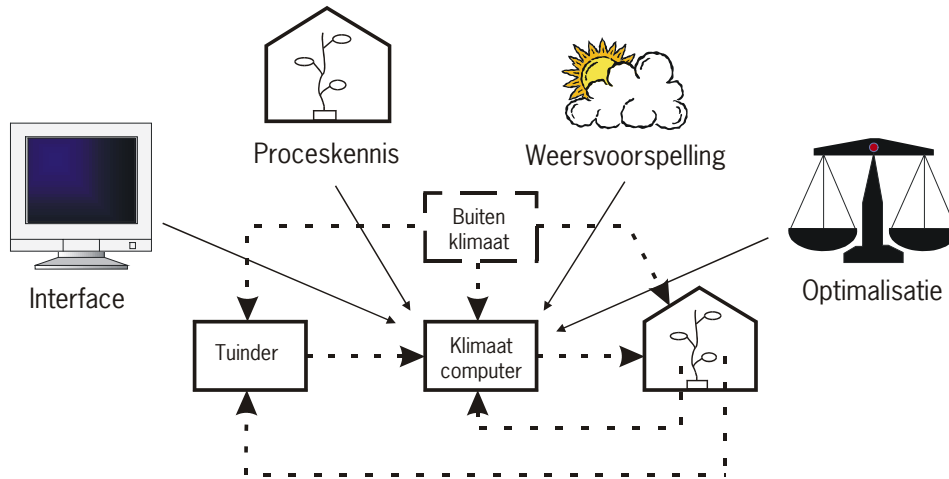 Proceskennis
Weersvoorspelling
Buiten
klimaat
Interface
Optimalisatie
Tuinder
Klimaat
computer